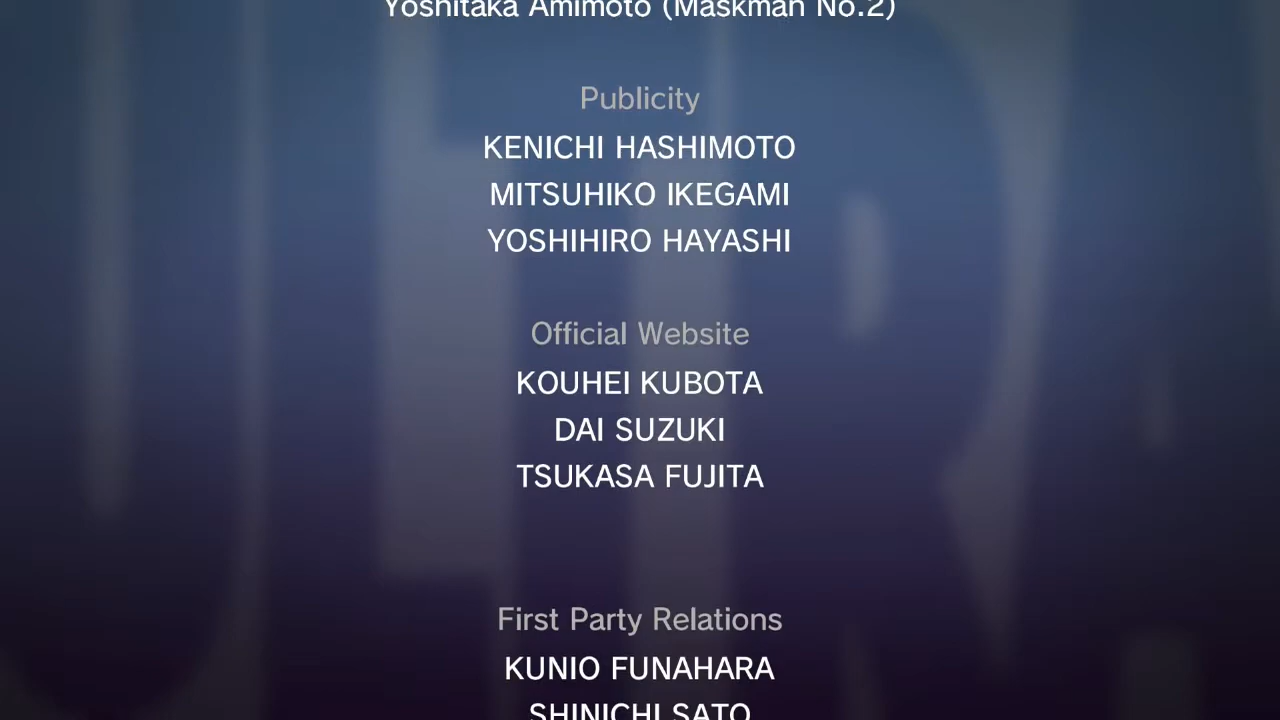 Yoshitaka Amimoto (Maskman No.2)
Publicity
KENICHI HASHIMOTO
MITSUHIKO IKEGAMI
YOSHIHIRO HAYASHI
Official Website
KOUHEI KUBOTA
DAI SUZUKI
TSUKASA FUJITA
First Party Relations
KUNIO FUNAHARA
SHINICHI SATO